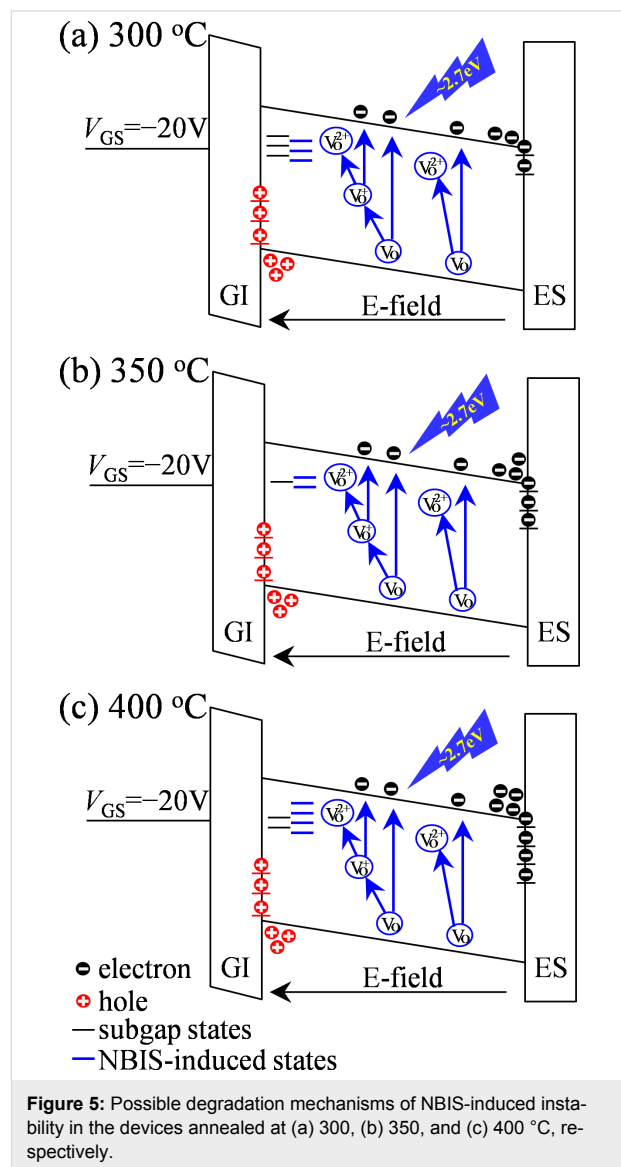 (a) 300 °C
~2.7eV
V_GS=−20V
Vo²⁺ Vo²⁺
Vo⁺
Vo Vo
GI ES
E-field
(b) 350 °C
~2.7eV
V_GS=−20V
Vo²⁺ Vo²⁺
Vo⁺
Vo Vo
GI ES
E-field
(c) 400 °C
~2.7eV
V_GS=−20V
Vo²⁺ Vo²⁺
Vo⁺
Vo Vo
GI ES
E-field
electron
hole
subgap states
NBIS-induced states
Figure 5: Possible degradation mechanisms of NBIS-induced insta-
bility in the devices annealed at (a) 300, (b) 350, and (c) 400 °C, re-
spectively.